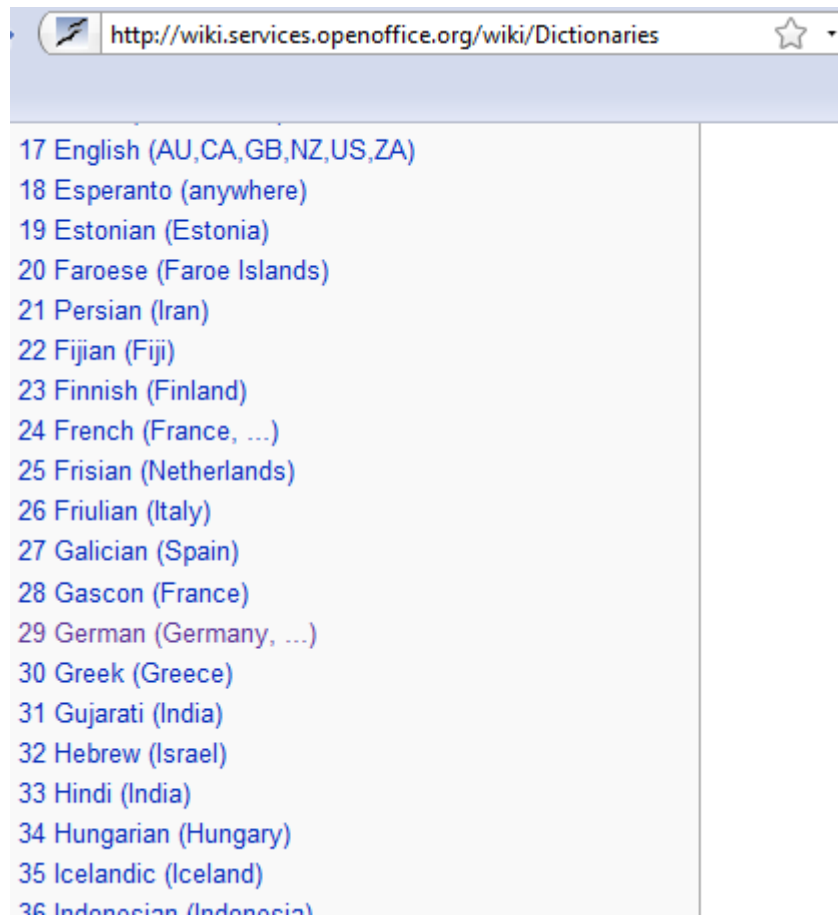 http://wiki.services.openoffice.org/wiki/Dictionaries
17 English (AU,CA,GB,NZ,US,ZA)
18 Esperanto (anywhere)
19 Estonian (Estonia)
20 Faroese (Faroe Islands)
21 Persian (Iran)
22 Fijian (Fiji)
23 Finnish (Finland)
24 French (France, ...)
25 Frisian (Netherlands)
26 Friulian (Italy)
27 Galician (Spain)
28 Gascon (France)
29 German (Germany, ...)
30 Greek (Greece)
31 Gujarati (India)
32 Hebrew (Israel)
33 Hindi (India)
34 Hungarian (Hungary)
35 Icelandic (Iceland)
36 Indonesian (Indonesia)